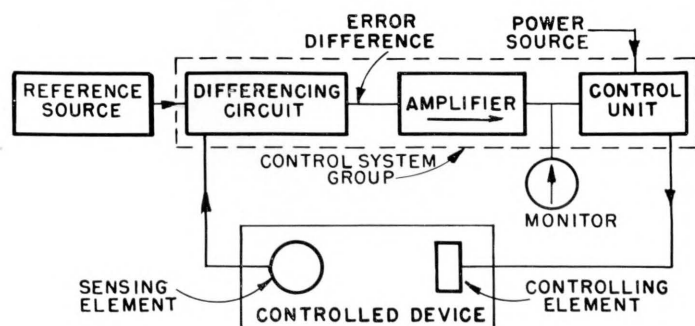 ERROR
DIFFERENCE
POWER
SOURCE
REFERENCE
SOURCE
DIFFERENCING
CIRCUIT
AMPLIFIER
CONTROL
UNIT
CONTROL SYSTEM
GROUP
MONITOR
SENSING
ELEMENT
CONTROLLED DEVICE
CONTROLLING
ELEMENT